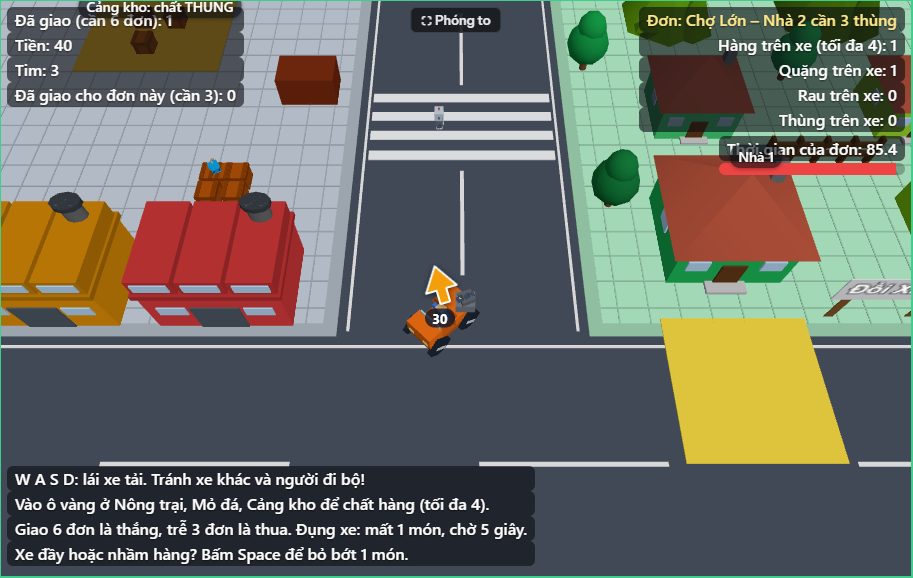 Cảng kho: chất THUNG
Đã giao (cần 6 đơn): 1
Tiền: 40
Tim: 3
Đã giao cho đơn này (cần 3): 0
Phóng to
Đơn: Chợ Lớn – Nhà 2 cần 3 thùng
Hàng trên xe (tối đa 4): 1
Quặng trên xe: 1
Rau trên xe: 0
Thùng trên xe: 0
Thời gian của đơn: 85.4
Nhà 1
30
W A S D: lái xe tải. Tránh xe khác và người đi bộ!
Vào ô vàng ở Nông trại, Mỏ đá, Cảng kho để chất hàng (tối đa 4).
Giao 6 đơn là thắng, trễ 3 đơn là thua. Đụng xe: mất 1 món, chờ 5 giây.
Xe đầy hoặc nhầm hàng? Bấm Space để bỏ bớt 1 món.